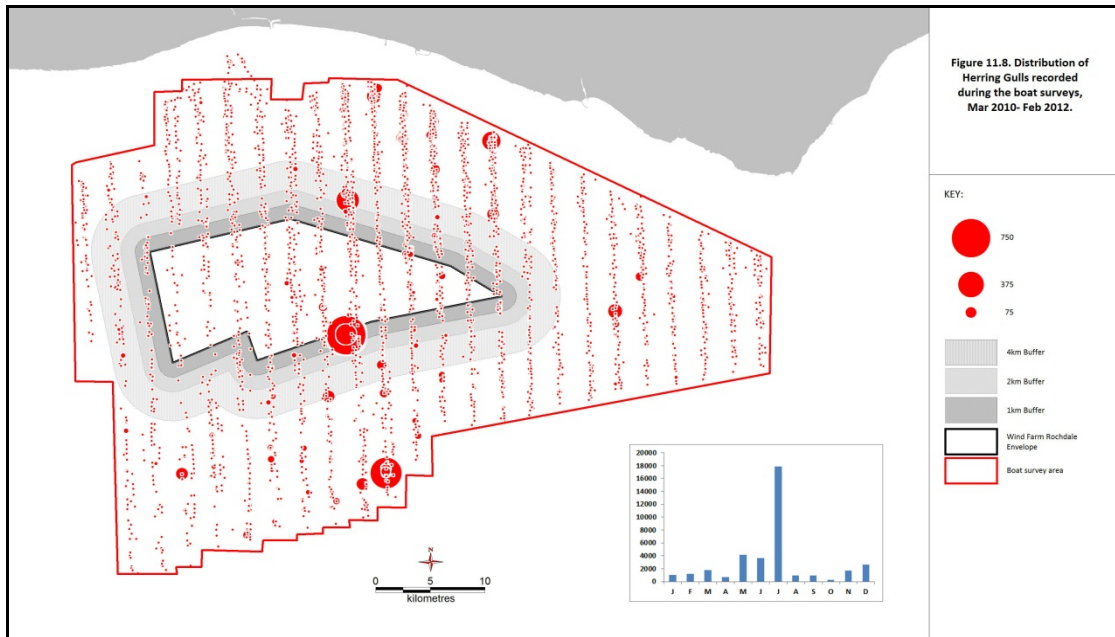 Figure 11.8. Distribution of
Herring Gulls recorded
during the boat surveys,
Mar 2010- Feb 2012.
KEY:
750
375
75
4km Buffer
2km Buffer
1km Buffer
Wind Farm Rochdale
Envelope
Boat survey area
N
0 5 10
kilometres
20000
18000
16000
14000
12000
10000
8000
6000
4000
2000
0
J F M A M J J A S O N D